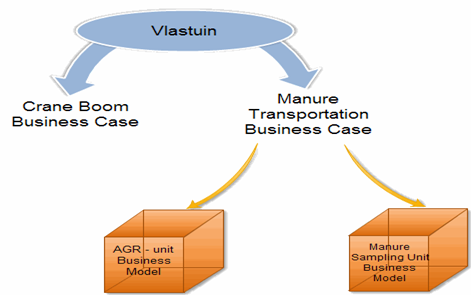 Vlastuin
Crane Boom
Business Case
Manure
Transportation
Business Case
AGR - unit
Business
Model
Manure
Sampling Unit
Business
Model